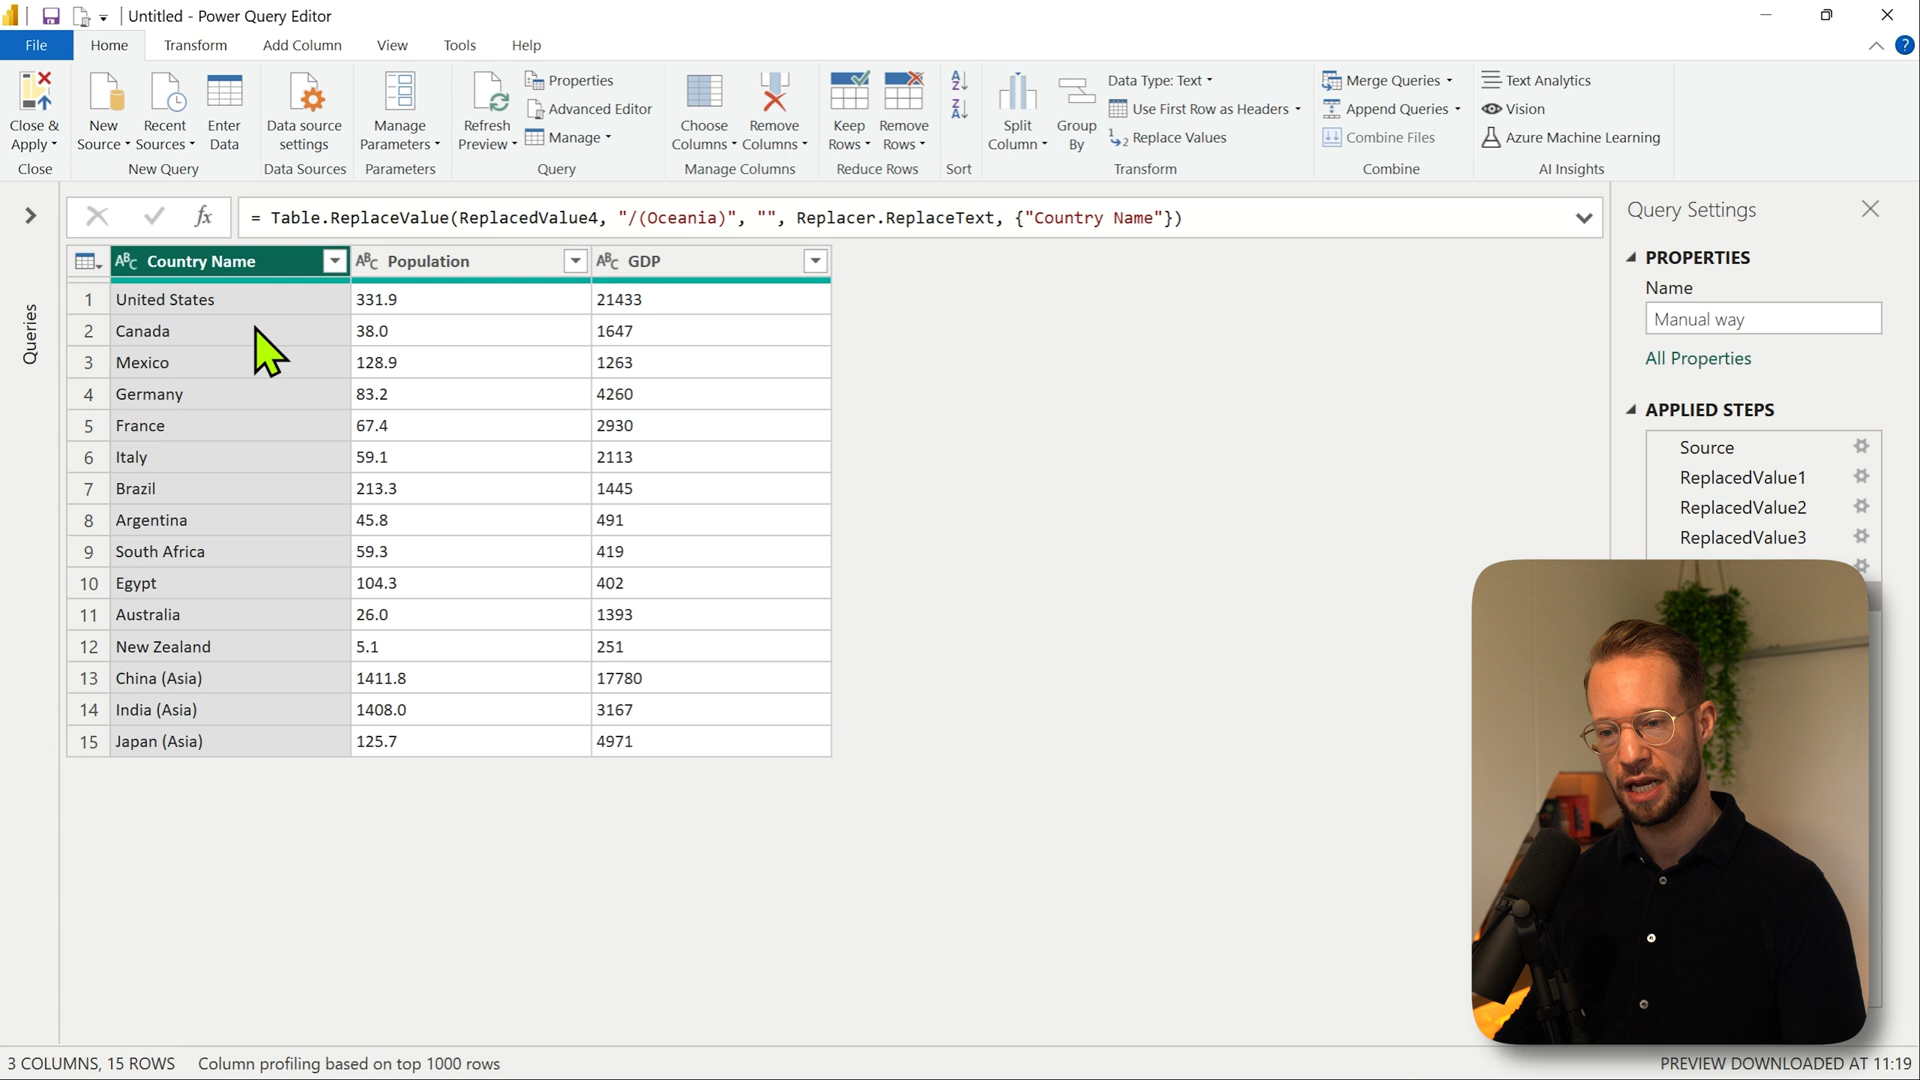 Untitled - Power Query Editor
File Home Transform Add Column View Tools Help
Close & Apply
Close
New Source
Recent Sources
Enter Data
New Query
Data source settings
Data Sources
Manage Parameters
Parameters
Refresh Preview
Properties
Advanced Editor
Manage
Query
Choose Columns
Remove Columns
Manage Columns
Keep Rows
Remove Rows
Reduce Rows
Sort
Split Column
Group By
Data Type: Text
Use First Row as Headers
Replace Values
Transform
Merge Queries
Append Queries
Combine Files
Combine
Text Analytics
Vision
Azure Machine Learning
AI Insights
Queries
fx = Table.ReplaceValue(ReplacedValue4, "/(Oceania)", "", Replacer.ReplaceText, {"Country Name"})
ABC Country Name ABC Population ABC GDP
1 United States 331.9 21433
2 Canada 38.0 1647
3 Mexico 128.9 1263
4 Germany 83.2 4260
5 France 67.4 2930
6 Italy 59.1 2113
7 Brazil 213.3 1445
8 Argentina 45.8 491
9 South Africa 59.3 419
10 Egypt 104.3 402
11 Australia 26.0 1393
12 New Zealand 5.1 251
13 China (Asia) 1411.8 17780
14 India (Asia) 1408.0 3167
15 Japan (Asia) 125.7 4971
Query Settings
PROPERTIES
Name
Manual way
All Properties
APPLIED STEPS
Source
ReplacedValue1
ReplacedValue2
ReplacedValue3
3 COLUMNS, 15 ROWS Column profiling based on top 1000 rows
PREVIEW DOWNLOADED AT 11:19